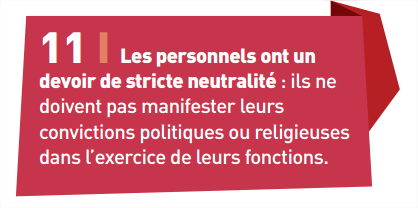 11 | Les personnels ont un
devoir de stricte neutralité : ils ne
doivent pas manifester leurs
convictions politiques ou religieuses
dans l’exercice de leurs fonctions.